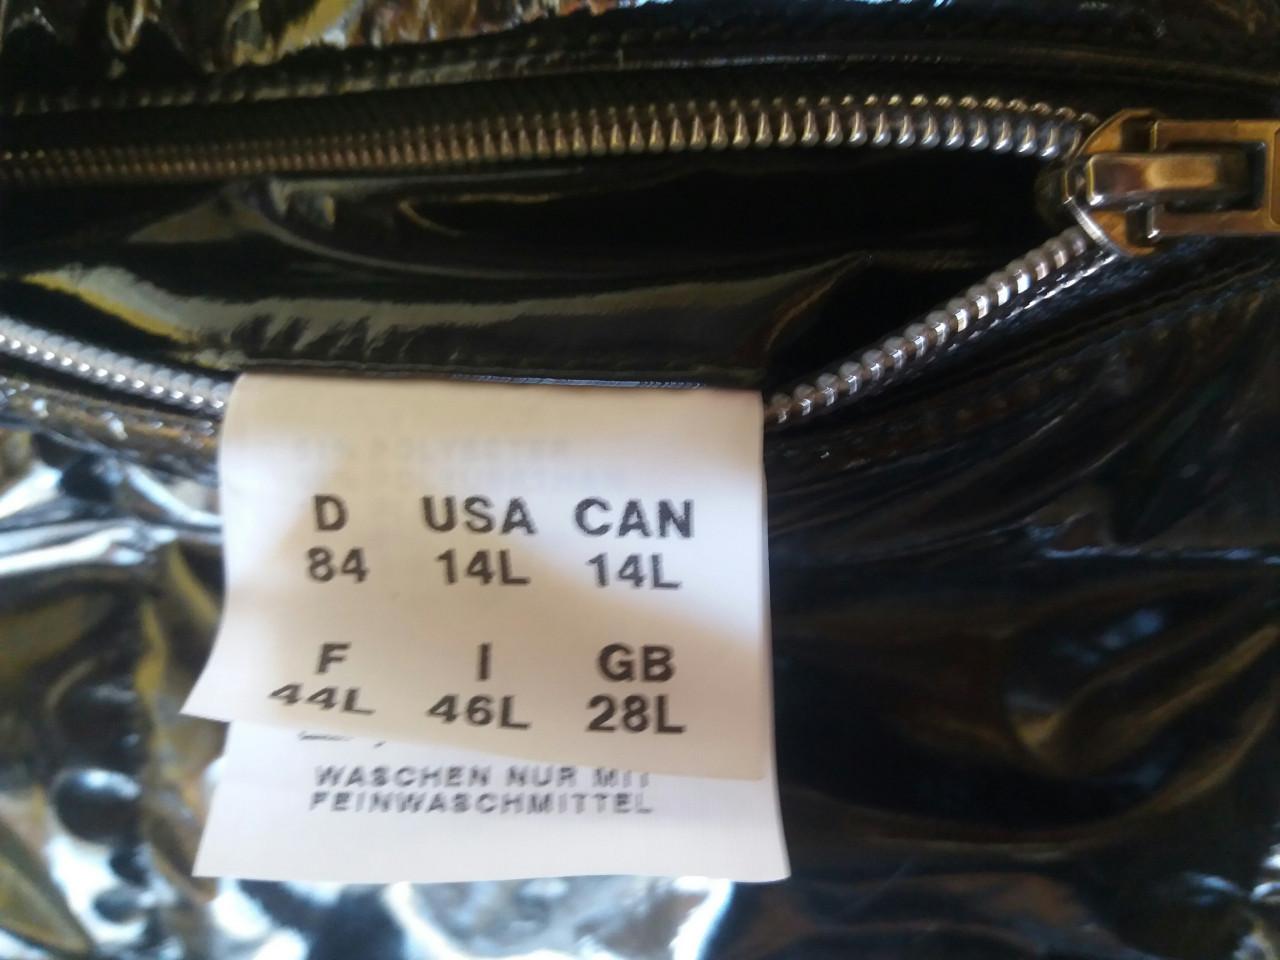 D USA CAN
84 14L 14L
F I GB
44L 46L 28L
WASCHEN NUR MIT
FEINWASCHMITTEL